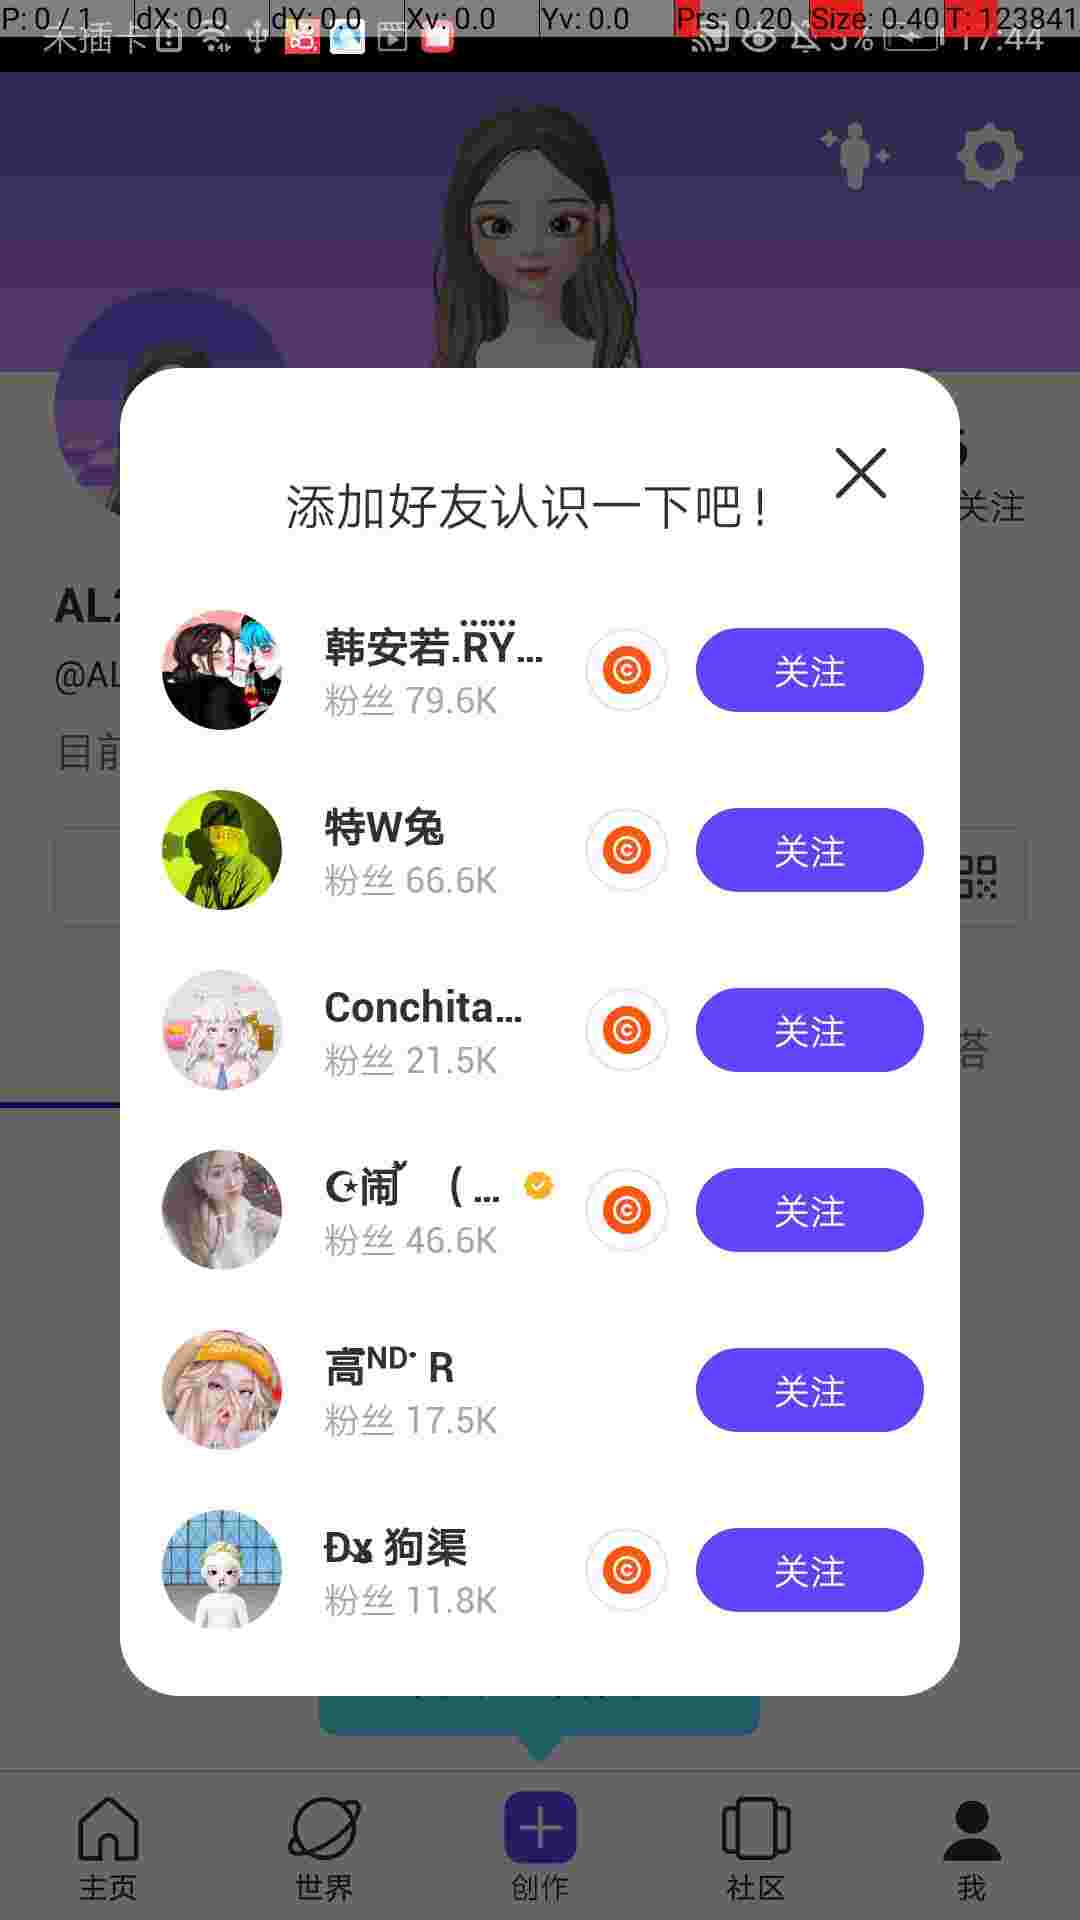 P: 0 / 1 dX: 0.0 dY: 0.0 Xv: 0.0 Yv: 0.0 Prs: 0.20 Size: 0.40 T: 123841
未插卡 5% 17:44
添加好友认识一下吧！
关注
韩安若.RY...
粉丝 79.6K
关注
AL
@AL
目前
特W兔
粉丝 66.6K
关注
Conchita...
粉丝 21.5K
关注
答
☪闹 ( ...
粉丝 46.6K
关注
高ᴺᴰ· R
粉丝 17.5K
关注
狗渠
粉丝 11.8K
关注
主页
世界
创作
社区
我